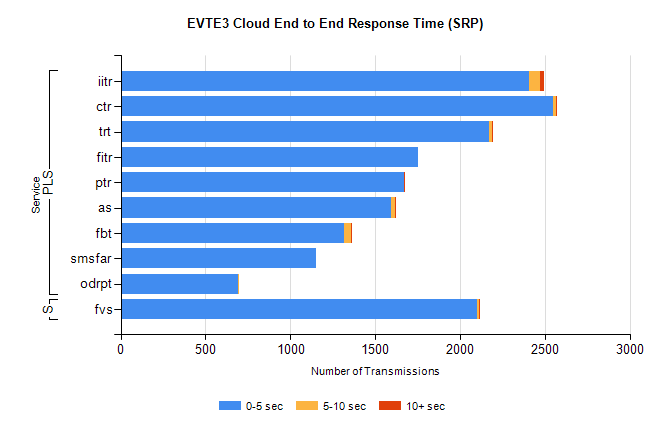 EVTE3 Cloud End to End Response Time (SRP)
iitr
ctr
trt
fitr
ptr
as
fbt
smsfar
odrpt
fvs
Service
PLS
S
0 500 1000 1500 2000 2500 3000
Number of Transmissions
0-5 sec 5-10 sec 10+ sec